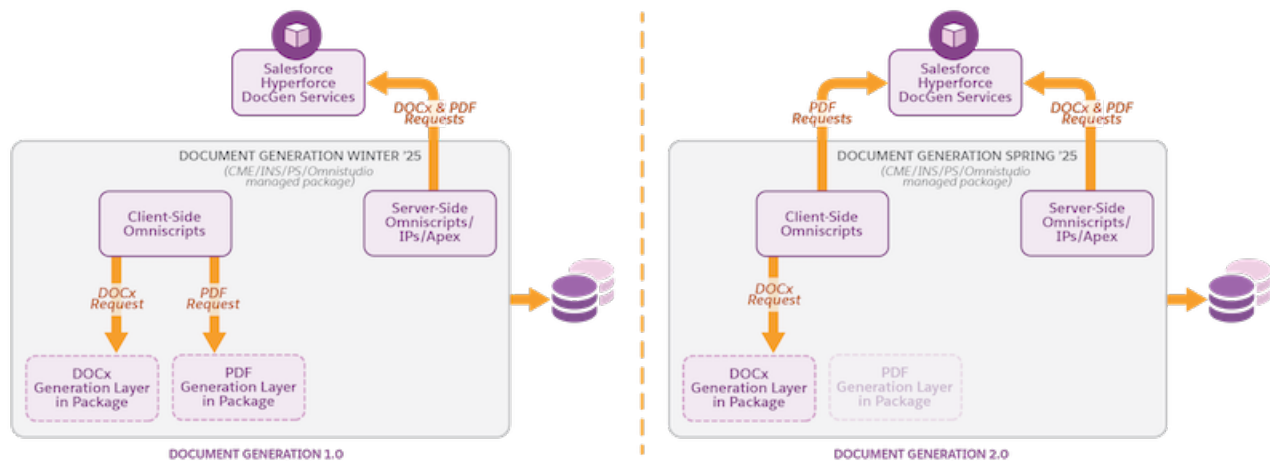 Salesforce
Hyperforce
DocGen Services
DOCx & PDF
Requests
DOCUMENT GENERATION WINTER '25
(CME/INS/PS/Omnistudio
managed package)
Client-Side
Omniscripts
Server-Side
Omniscripts/
IPs/Apex
DOCx
Request
PDF
Request
DOCx
Generation Layer
in Package
PDF
Generation Layer
in Package
DOCUMENT GENERATION 1.0
Salesforce
Hyperforce
DocGen Services
PDF
Requests
DOCx & PDF
Requests
DOCUMENT GENERATION SPRING '25
(CME/INS/PS/Omnistudio
managed package)
Client-Side
Omniscripts
Server-Side
Omniscripts/
IPs/Apex
DOCx
Request
DOCx
Generation Layer
in Package
PDF
Generation Layer
in Package
DOCUMENT GENERATION 2.0